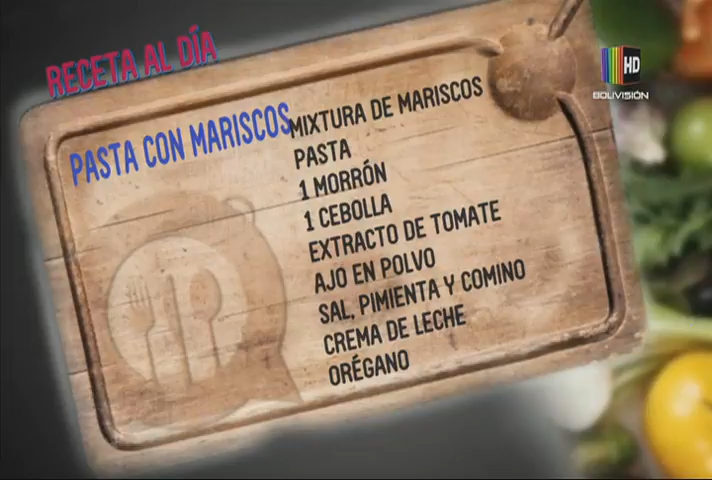 RECETA AL DÍA
PASTA CON MARISCOS
MIXTURA DE MARISCOS
PASTA
1 MORRÓN
1 CEBOLLA
EXTRACTO DE TOMATE
AJO EN POLVO
SAL, PIMIENTA Y COMINO
CREMA DE LECHE
ORÉGANO
HD
BOLIVISIÓN